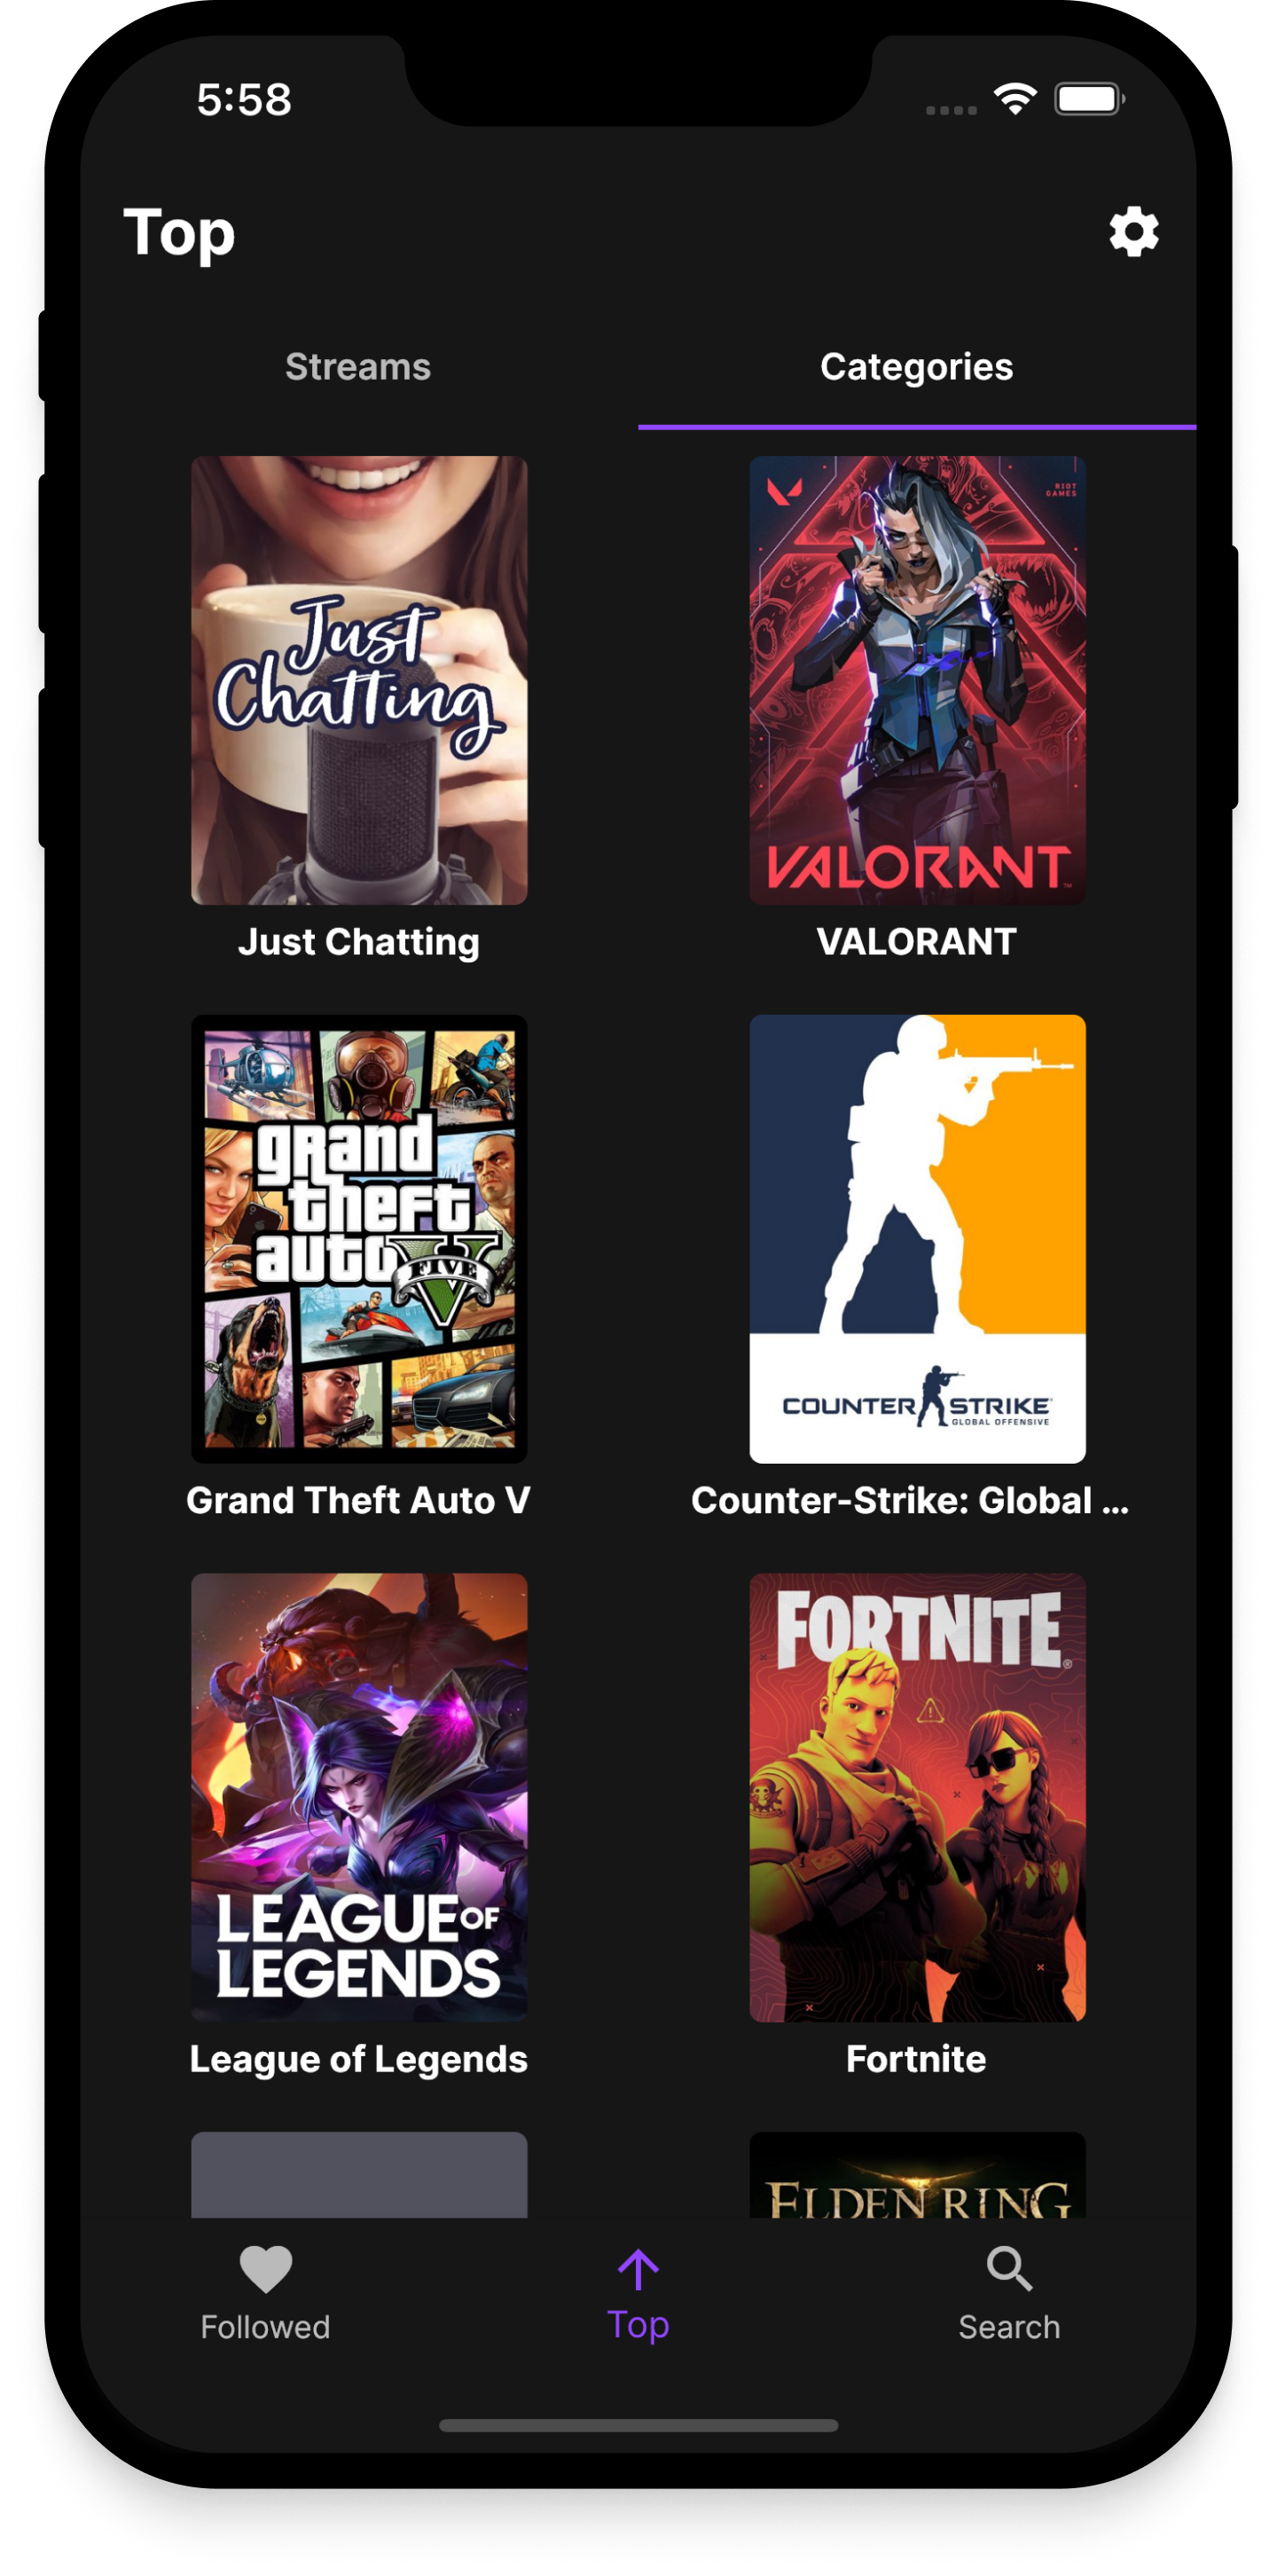 5:58
Top
Streams
Categories
Just
Chatting
RIOT
GAMES
VALORANT
Just Chatting
VALORANT
grand
theft
auto V
FIVE
COUNTER STRIKE
GLOBAL OFFENSIVE
Grand Theft Auto V
Counter-Strike: Global ...
LEAGUE OF
LEGENDS
FORTNITE
League of Legends
Fortnite
ELDEN RING
Followed
Top
Search